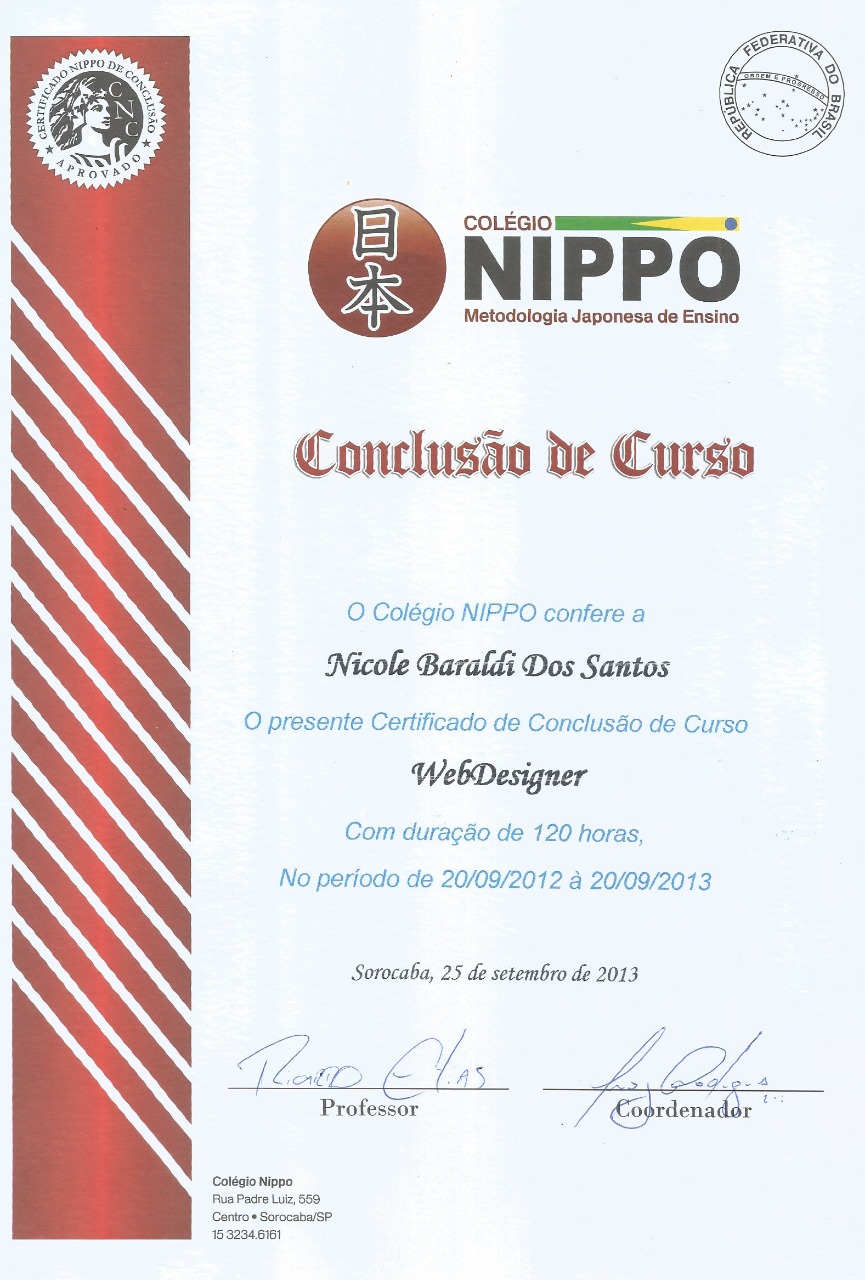 CERTIFICADO NIPPO DE CONCLUSÃO
CNC
APROVADO
REPÚBLICA FEDERATIVA DO BRASIL
ORDEM E PROGRESSO
日本
COLÉGIO
NIPPO
Metodologia Japonesa de Ensino
Conclusão de Curso
O Colégio NIPPO confere a
Nicole Baraldi Dos Santos
O presente Certificado de Conclusão de Curso
WebDesigner
Com duração de 120 horas,
No período de 20/09/2012 à 20/09/2013
Sorocaba, 25 de setembro de 2013
Elias
Professor
Coordenador
Colégio Nippo
Rua Padre Luiz, 559
Centro • Sorocaba/SP
15 3234.6161